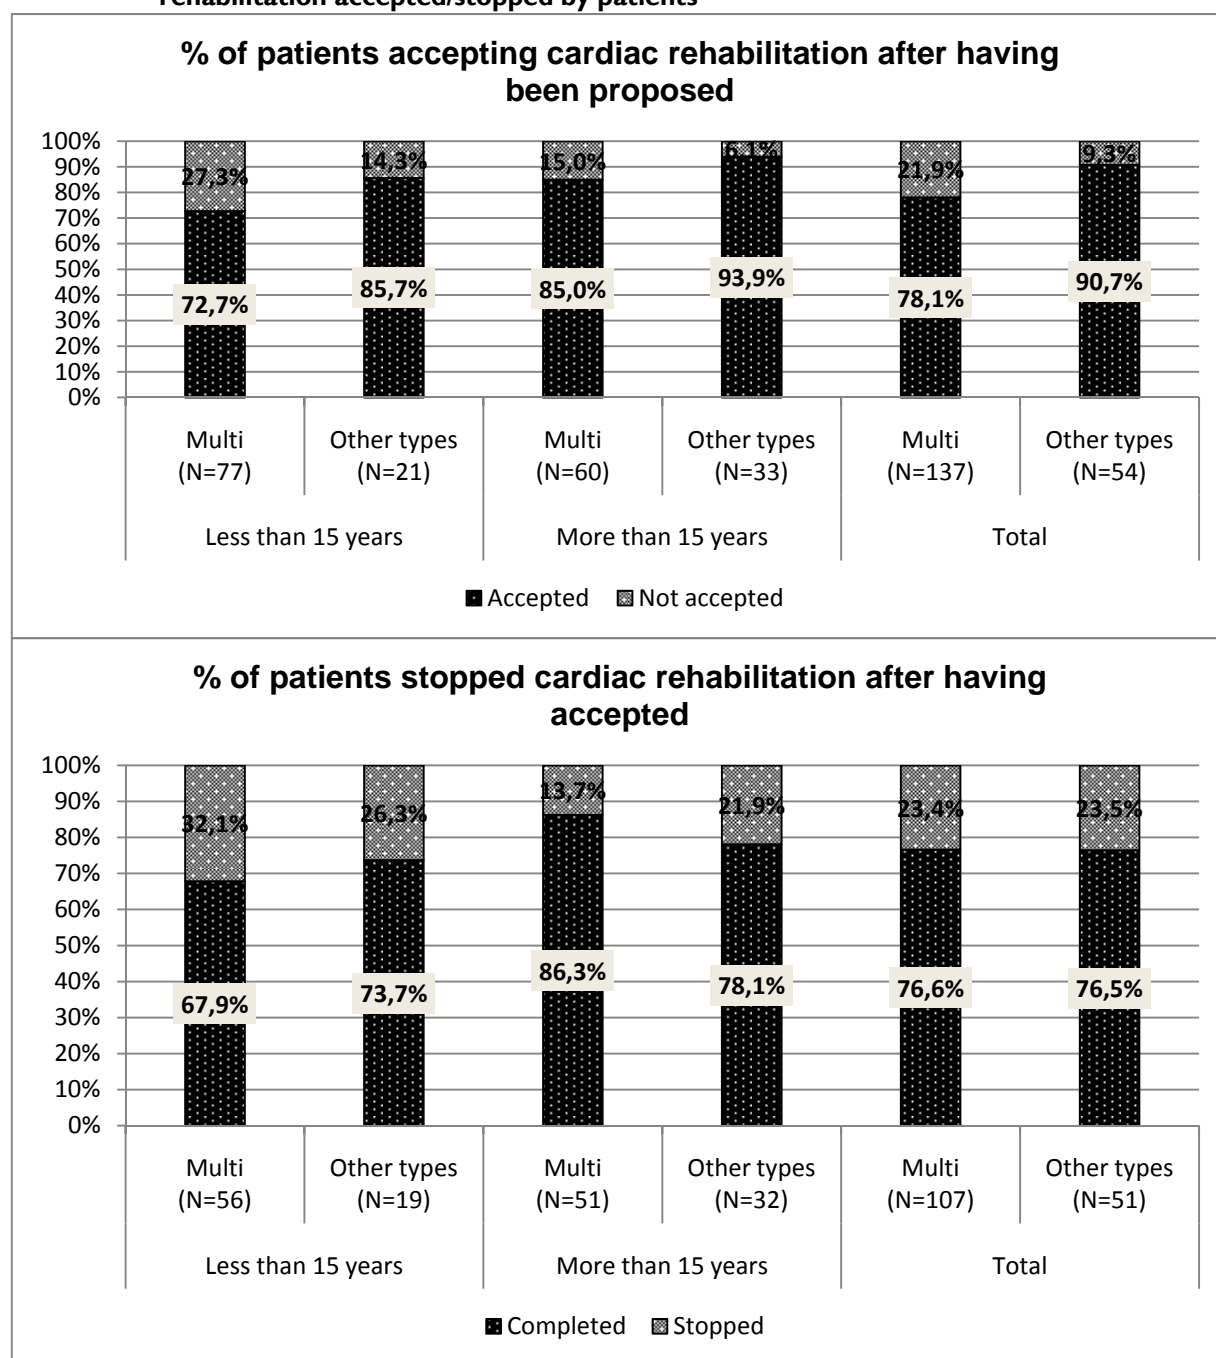 rehabilitation accepted/stopped by patients
% of patients accepting cardiac rehabilitation after having
been proposed
100%
90%
80%
70%
60%
50%
40%
30%
20%
10%
0%
27,3% 14,3% 15,0% 6,1% 21,9% 9,3%
72,7% 85,7% 85,0% 93,9% 78,1% 90,7%
Multi Other types Multi Other types Multi Other types
(N=77) (N=21) (N=60) (N=33) (N=137) (N=54)
Less than 15 years More than 15 years Total
Accepted Not accepted
% of patients stopped cardiac rehabilitation after having
accepted
100%
90%
80%
70%
60%
50%
40%
30%
20%
10%
0%
32,1% 26,3% 13,7% 21,9% 23,4% 23,5%
67,9% 73,7% 86,3% 78,1% 76,6% 76,5%
Multi Other types Multi Other types Multi Other types
(N=56) (N=19) (N=51) (N=32) (N=107) (N=51)
Less than 15 years More than 15 years Total
Completed Stopped